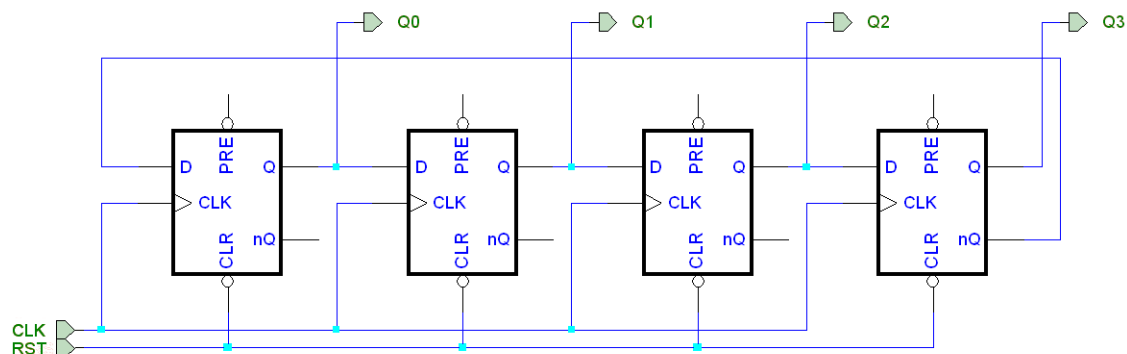 Q0 Q1 Q2 Q3
PRE PRE PRE PRE
D Q D Q D Q D Q
CLK CLK CLK CLK
CLR nQ CLR nQ CLR nQ CLR nQ
CLK
RST